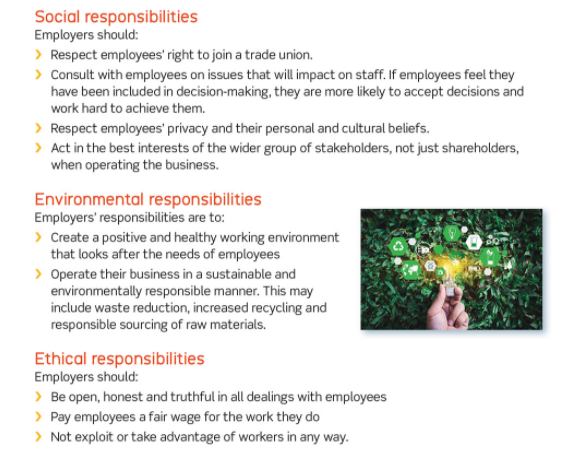 Social responsibilities
Employers should:
❯ Respect employees' right to join a trade union.
❯ Consult with employees on issues that will impact on staff. If employees feel they
have been included in decision-making, they are more likely to accept decisions and
work hard to achieve them.
❯ Respect employees' privacy and their personal and cultural beliefs.
❯ Act in the best interests of the wider group of stakeholders, not just shareholders,
when operating the business.
Environmental responsibilities
Employers' responsibilities are to:
❯ Create a positive and healthy working environment
that looks after the needs of employees
❯ Operate their business in a sustainable and
environmentally responsible manner. This may
include waste reduction, increased recycling and
responsible sourcing of raw materials.
Ethical responsibilities
Employers should:
❯ Be open, honest and truthful in all dealings with employees
❯ Pay employees a fair wage for the work they do
❯ Not exploit or take advantage of workers in any way.